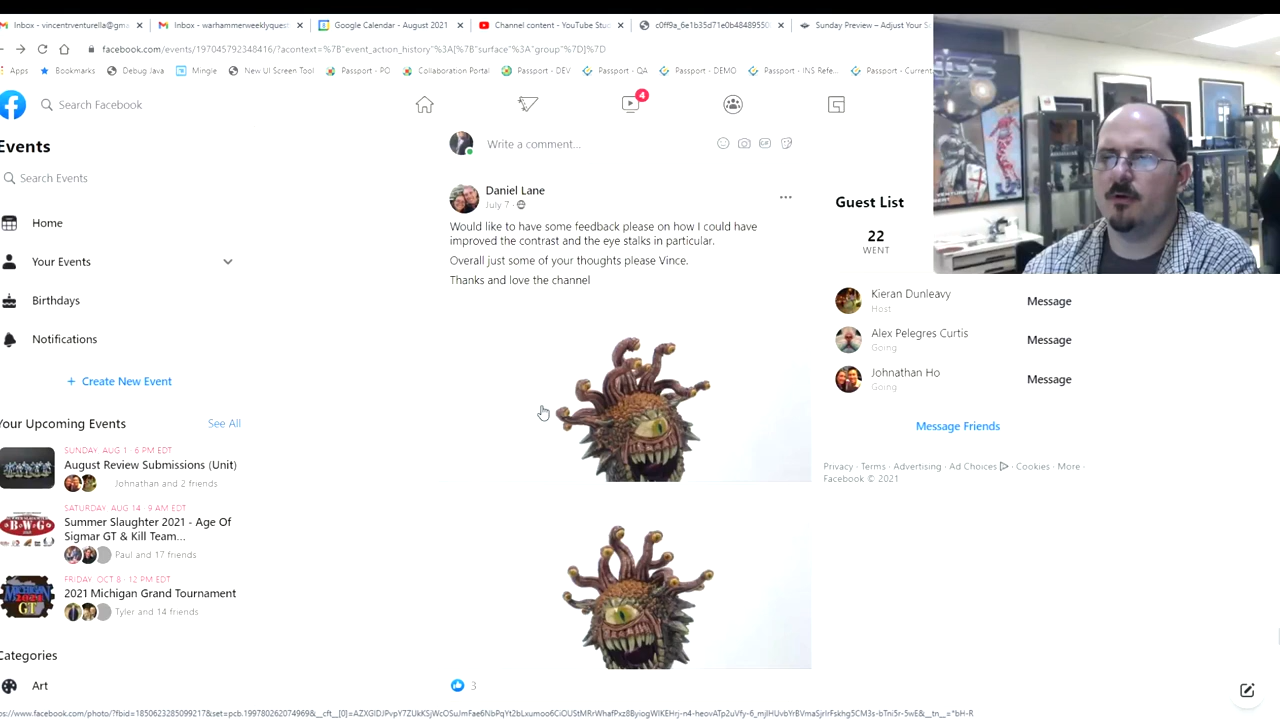 Inbox - vincentrventurella@gma
Inbox - warhammerweeklyquest
Google Calendar - August 2021
Channel content - YouTube Stud
c0ff9a_6e1b35d71e0b4848955
Sunday Preview – Adjust Your S
facebook.com/events/197045792348416/?acontext=%7B"event_action_history"%3A[%7B"surface"%3A"group"%7D]%7D
Apps
Bookmarks
Debug Java
Mingle
New UI Screen Tool
Passport - PO
Collaboration Portal
Passport - DEV
Passport - QA
Passport - DEMO
Passport - INS Refe...
Passport - Current
Search Facebook
4
Events
Search Events
Home
Your Events
Birthdays
Notifications
+ Create New Event
Your Upcoming Events
See All
SUNDAY, AUG 1 · 6 PM EDT
August Review Submissions (Unit)
Johnathan and 2 friends
SATURDAY, AUG 14 · 9 AM EDT
Summer Slaughter 2021 - Age Of
Sigmar GT & Kill Team...
Paul and 17 friends
FRIDAY, OCT 8 · 12 PM EDT
2021 Michigan Grand Tournament
Tyler and 14 friends
Categories
Art
Write a comment...
Daniel Lane
July 7 ·
Would like to have some feedback please on how I could have
improved the contrast and the eye stalks in particular.
Overall just some of your thoughts please Vince.
Thanks and love the channel
3
Guest List
22
WENT
Kieran Dunleavy
Host
Message
Alex Pelegres Curtis
Going
Message
Johnathan Ho
Going
Message
Message Friends
Privacy · Terms · Advertising · Ad Choices · Cookies · More ·
Facebook © 2021